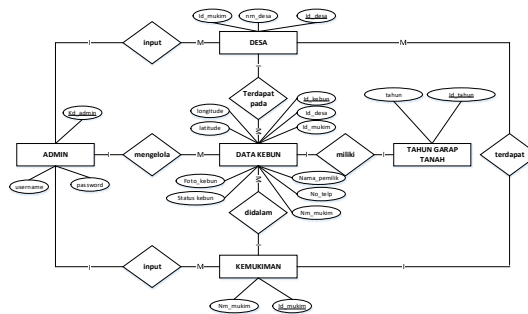 Id_mukim
nm_desa
Id_desa
I
input
M
DESA
M
I
Terdapat
pada
M
longitude
latitude
Id_kebun
Id_desa
Id_mukim
tahun
Id_tahun
Kd_admin
ADMIN
I
mengelola
M
DATA KEBUN
M
miliki
I
TAHUN GARAP
TANAH
terdapat
username
password
Foto_kebun
Status kebun
Nama_pemilik
No_telp
Nm_mukim
M
didalam
I
I
input
M
KEMUKIMAN
I
Nm_mukim
Id_mukim